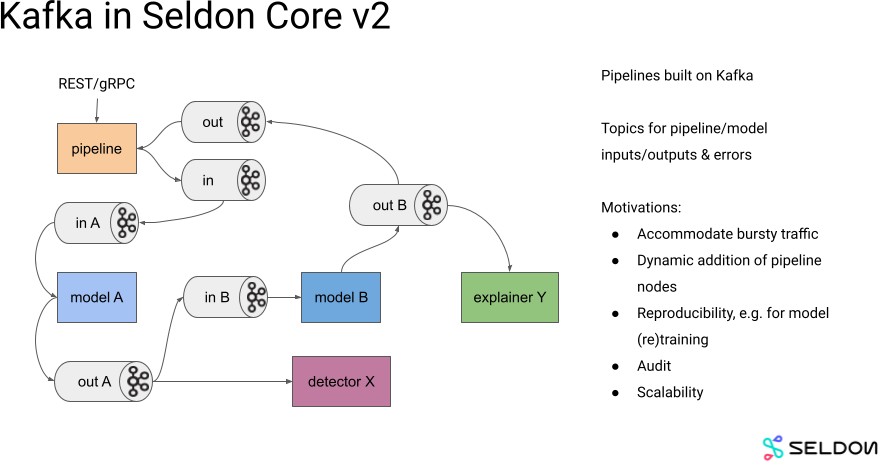 Kafka in Seldon Core v2
REST/gRPC
pipeline
out
in
in A
out B
model A
in B
model B
explainer Y
out A
detector X
Pipelines built on Kafka
Topics for pipeline/model
inputs/outputs & errors
Motivations:
● Accommodate bursty traffic
● Dynamic addition of pipeline
nodes
● Reproducibility, e.g. for model
(re)training
● Audit
● Scalability
SELDON